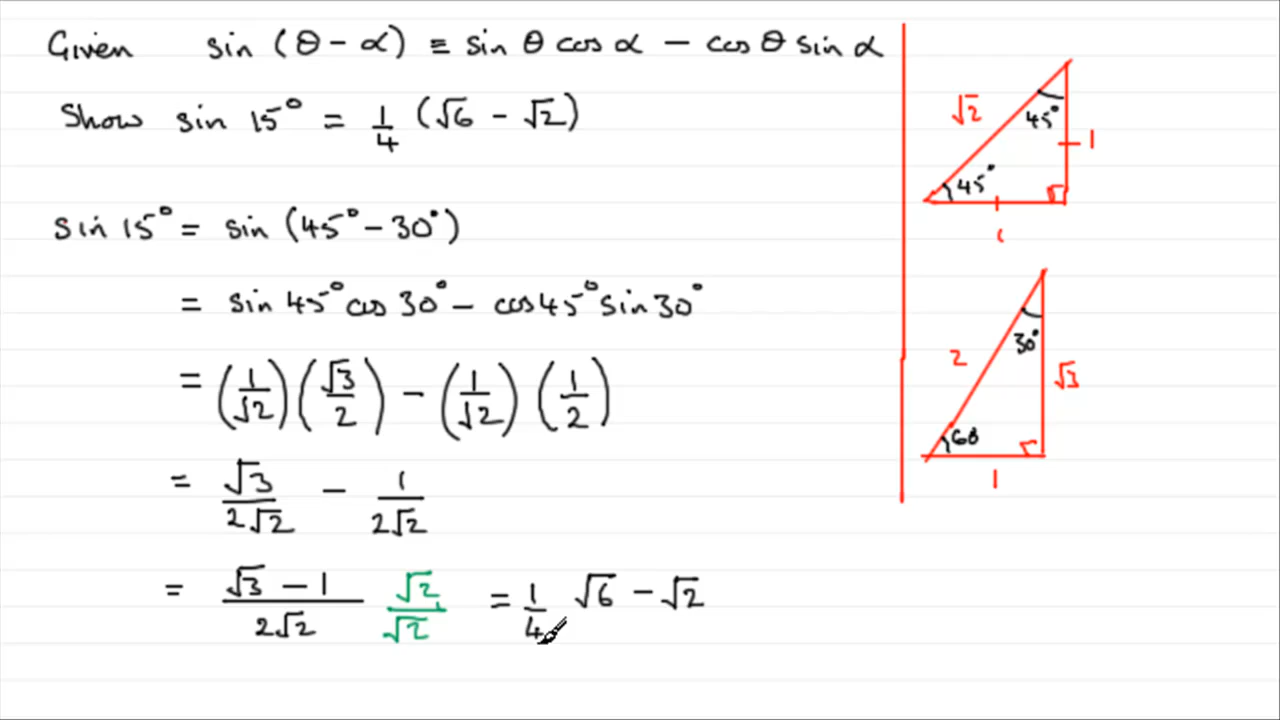 Given sin (θ - α) ≡ sin θ cos α - cos θ sin α
Show sin 15° = 1/4 (√6 - √2)
sin 15° = sin (45° - 30°)
= sin 45° cos 30° - cos 45° sin 30°
= (1/√2) (√3/2) - (1/√2) (1/2)
= √3/2√2 - 1/2√2
= √3 - 1/2√2 √2/√2 = 1/4 √6 - √2
√2
45°
1
45°
1
30°
2
√3
60
1